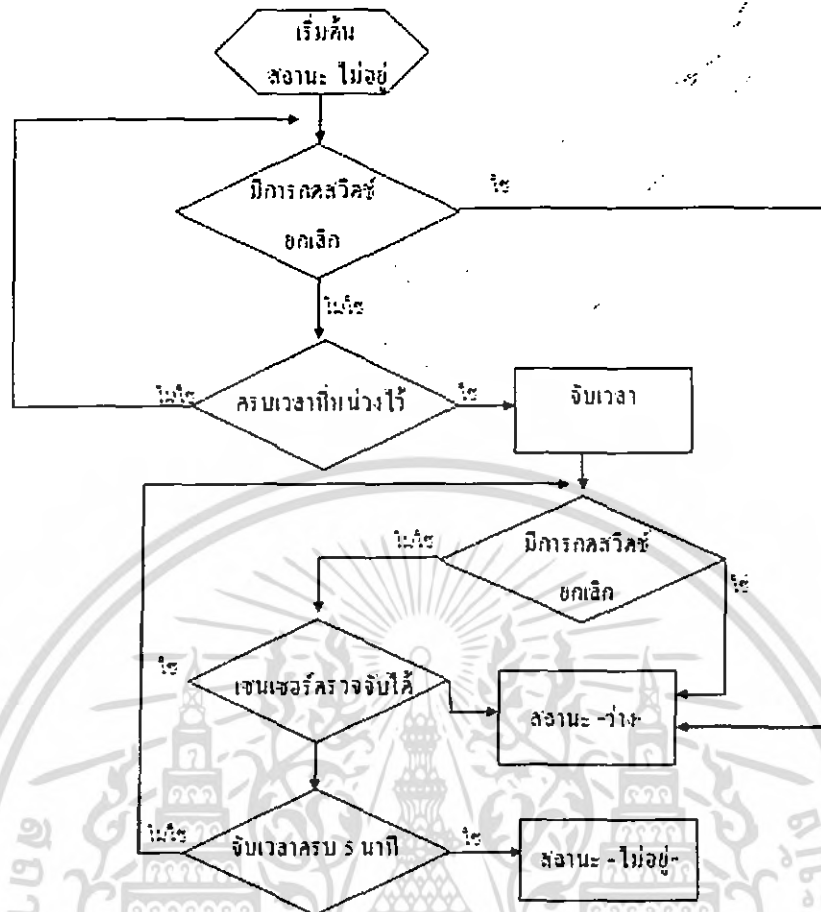 เริ่มต้น
สถานะ ไม่อยู่
มีการกดสวิตซ์
ยกเลิก
ใช่
ไม่ใช่
ครบเวลาที่หน่วงไว้
ไม่ใช่
ใช่
จับเวลา
มีการกดสวิตซ์
ยกเลิก
ไม่ใช่
ใช่
เซนเซอร์ตรวจจับได้
ใช่
สถานะ -ว่าง-
จับเวลาครบ 5 นาที
ไม่ใช่
ใช่
สถานะ -ไม่อยู่-